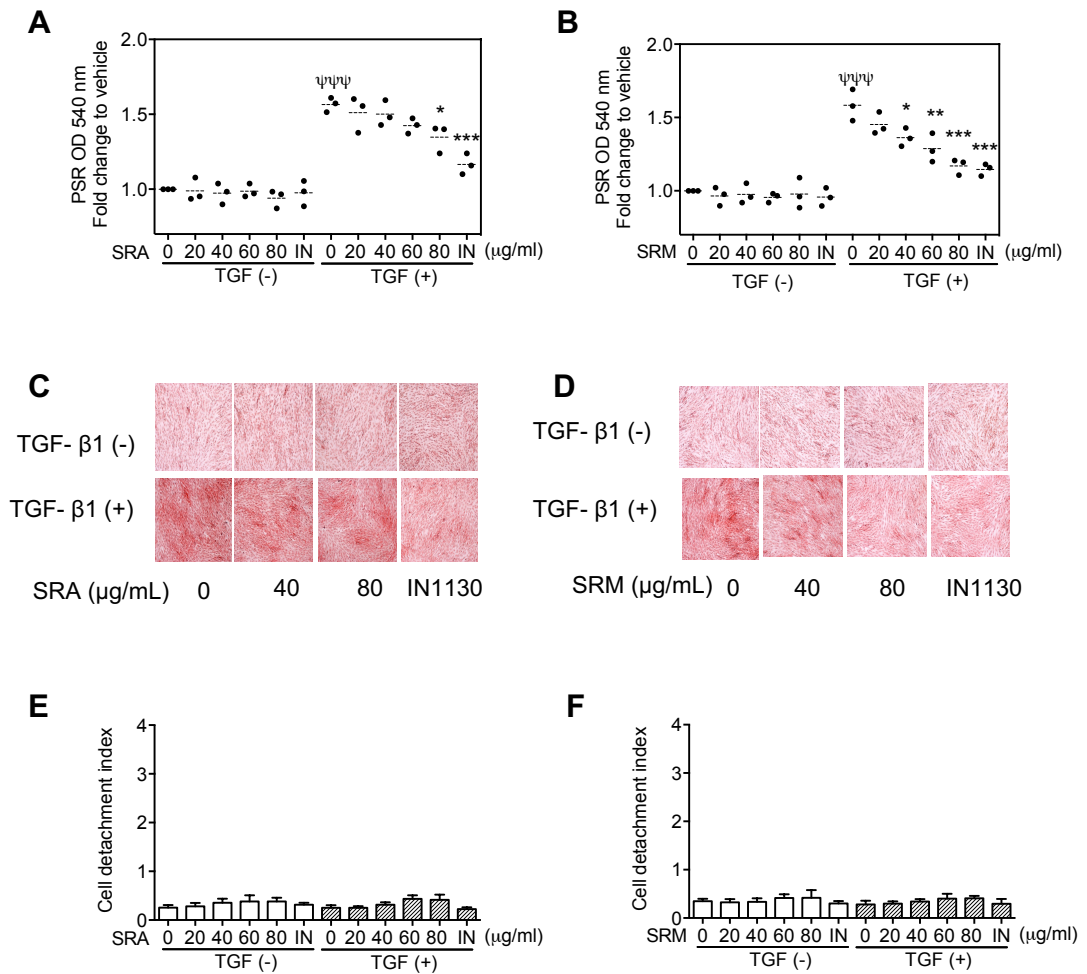 A
PSR OD 540 nm
Fold change to vehicle
2.0
1.5
1.0
ψψψ
*
***
SRA 0 20 40 60 80 IN 0 20 40 60 80 IN (μg/ml)
TGF (-) TGF (+)
B
PSR OD 540 nm
Fold change to vehicle
2.0
1.5
1.0
ψψψ
*
**
***
***
SRM 0 20 40 60 80 IN 0 20 40 60 80 IN (μg/ml)
TGF (-) TGF (+)
C
TGF- β1 (-)
TGF- β1 (+)
SRA (μg/mL) 0 40 80 IN1130
D
TGF- β1 (-)
TGF- β1 (+)
SRM (μg/mL) 0 40 80 IN1130
E
Cell detachment index
4
3
2
1
0
SRA 0 20 40 60 80 IN 0 20 40 60 80 IN (μg/ml)
TGF (-) TGF (+)
F
Cell detachment index
4
3
2
1
0
SRM 0 20 40 60 80 IN 0 20 40 60 80 IN (μg/ml)
TGF (-) TGF (+)